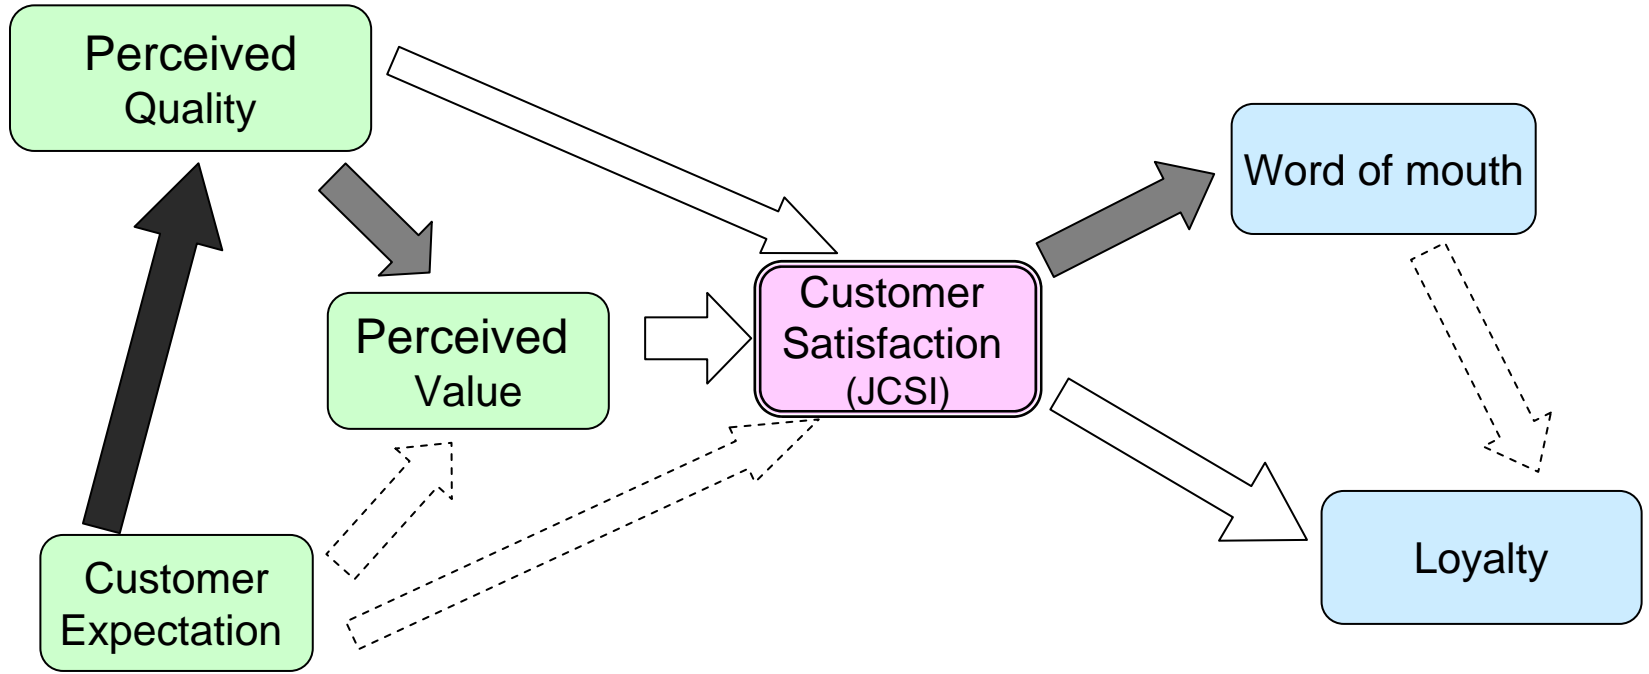 Perceived
Quality
Word of mouth
Customer
Satisfaction
(JCSI)
Perceived
Value
Customer
Expectation
Loyalty